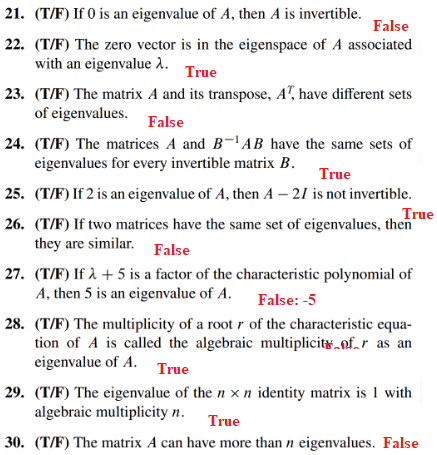 21. (T/F) If 0 is an eigenvalue of A, then A is invertible.
False
22. (T/F) The zero vector is in the eigenspace of A associated
with an eigenvalue λ.
True
23. (T/F) The matrix A and its transpose, Aᵀ, have different sets
of eigenvalues.
False
24. (T/F) The matrices A and B⁻¹AB have the same sets of
eigenvalues for every invertible matrix B.
True
25. (T/F) If 2 is an eigenvalue of A, then A − 2I is not invertible.
True
26. (T/F) If two matrices have the same set of eigenvalues, then
they are similar.
False
27. (T/F) If λ + 5 is a factor of the characteristic polynomial of
A, then 5 is an eigenvalue of A.
False: -5
28. (T/F) The multiplicity of a root r of the characteristic equa-
tion of A is called the algebraic multiplicity of r as an
eigenvalue of A.
True
29. (T/F) The eigenvalue of the n × n identity matrix is 1 with
algebraic multiplicity n.
True
30. (T/F) The matrix A can have more than n eigenvalues. False